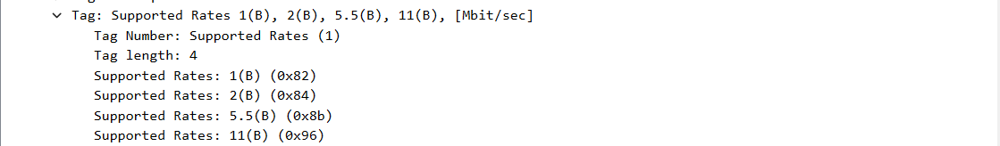 Tag: Supported Rates 1(B), 2(B), 5.5(B), 11(B), [Mbit/sec]
Tag Number: Supported Rates (1)
Tag length: 4
Supported Rates: 1(B) (0x82)
Supported Rates: 2(B) (0x84)
Supported Rates: 5.5(B) (0x8b)
Supported Rates: 11(B) (0x96)